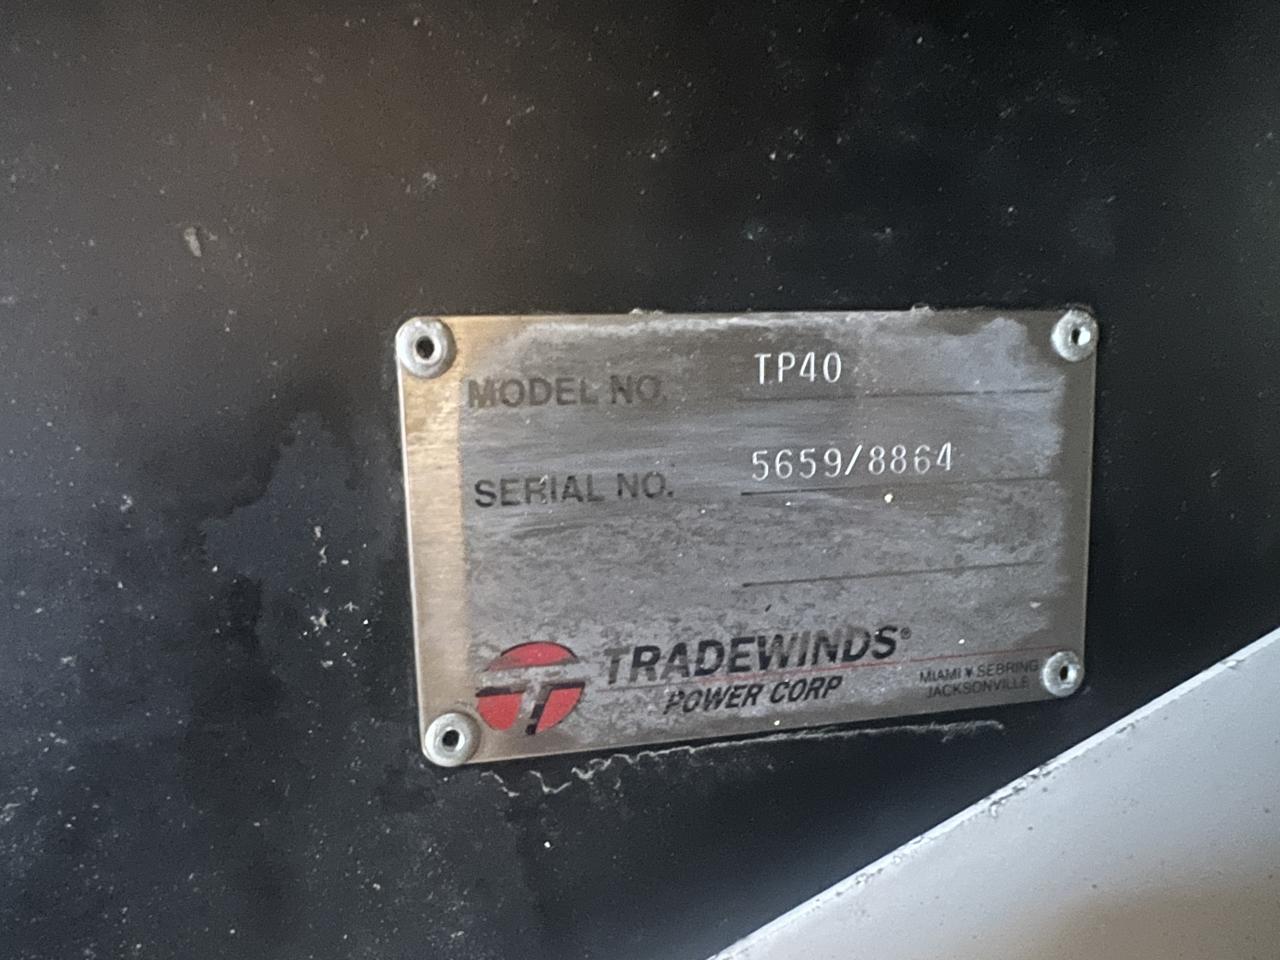 MODEL NO. TP40
SERIAL NO. 5659/8864
TRADEWINDS®
POWER CORP
MIAMI ¥ SEBRING
JACKSONVILLE